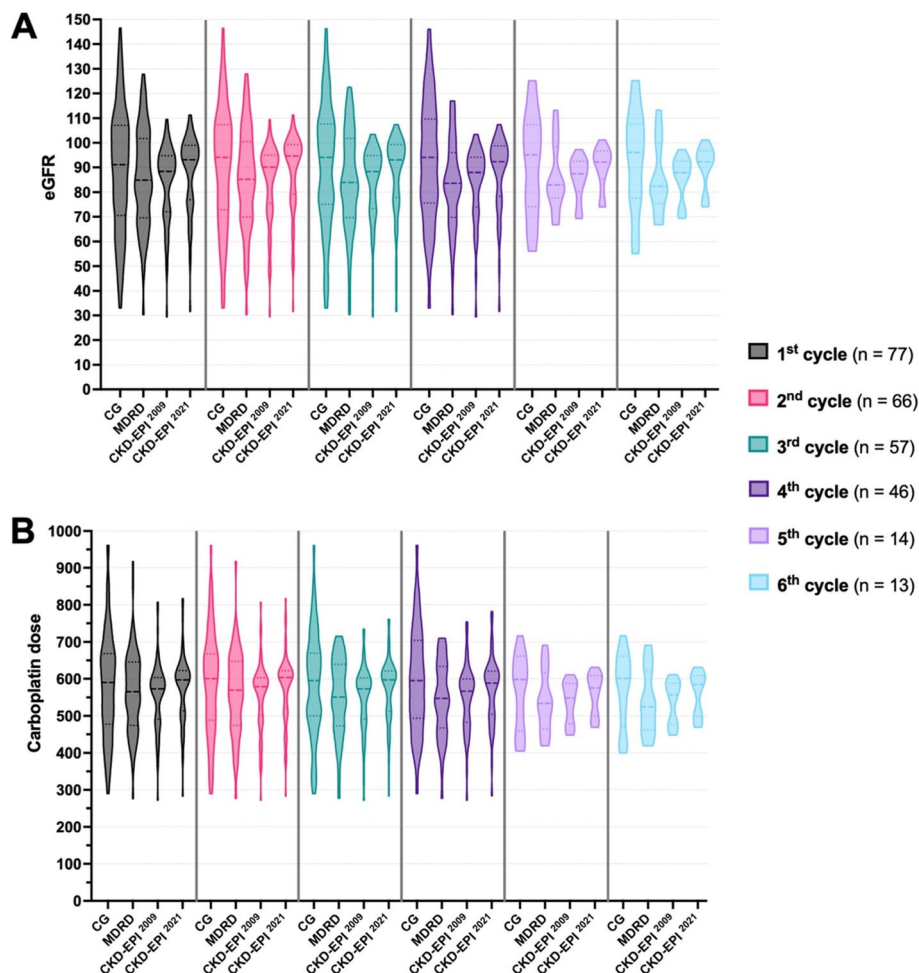 A
150
140
130
120
110
100
90
80
70
60
50
40
30
20
10
0
eGFR
CG MDRD CKD-EPI 2009 CKD-EPI 2021 CG MDRD CKD-EPI 2009 CKD-EPI 2021 CG MDRD CKD-EPI 2009 CKD-EPI 2021 CG MDRD CKD-EPI 2009 CKD-EPI 2021 CG MDRD CKD-EPI 2009 CKD-EPI 2021 CG MDRD CKD-EPI 2009 CKD-EPI 2021
1st cycle (n = 77)
2nd cycle (n = 66)
3rd cycle (n = 57)
4th cycle (n = 46)
5th cycle (n = 14)
6th cycle (n = 13)
B
1000
900
800
700
600
500
400
300
200
100
0
Carboplatin dose
CG MDRD CKD-EPI 2009 CKD-EPI 2021 CG MDRD CKD-EPI 2009 CKD-EPI 2021 CG MDRD CKD-EPI 2009 CKD-EPI 2021 CG MDRD CKD-EPI 2009 CKD-EPI 2021 CG MDRD CKD-EPI 2009 CKD-EPI 2021 CG MDRD CKD-EPI 2009 CKD-EPI 2021